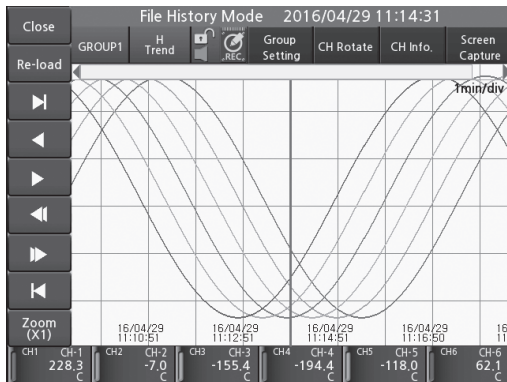 Close
File History Mode 2016/04/29 11:14:31
Re-load
GROUP1
H
Trend
REC.
Group
Setting
CH Rotate
CH Info.
Screen
Capture
1min/div
Zoom
(X1)
16/04/29
11:10:51
16/04/29
11:12:51
16/04/29
11:14:51
16/04/29
11:16:50
16
11
CH1 CH-1
228.3
C
CH2 CH-2
-7.0
C
CH3 CH-3
-155.4
C
CH4 CH-4
-194.4
C
CH5 CH-5
-118.0
C
CH6 CH-6
62.1
C